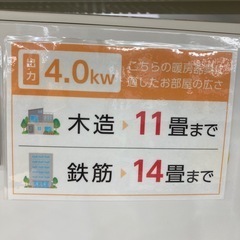 出力 4.0kw
こちらの暖房器具に
適したお部屋の広さ
木造 11畳まで
鉄筋 14畳まで